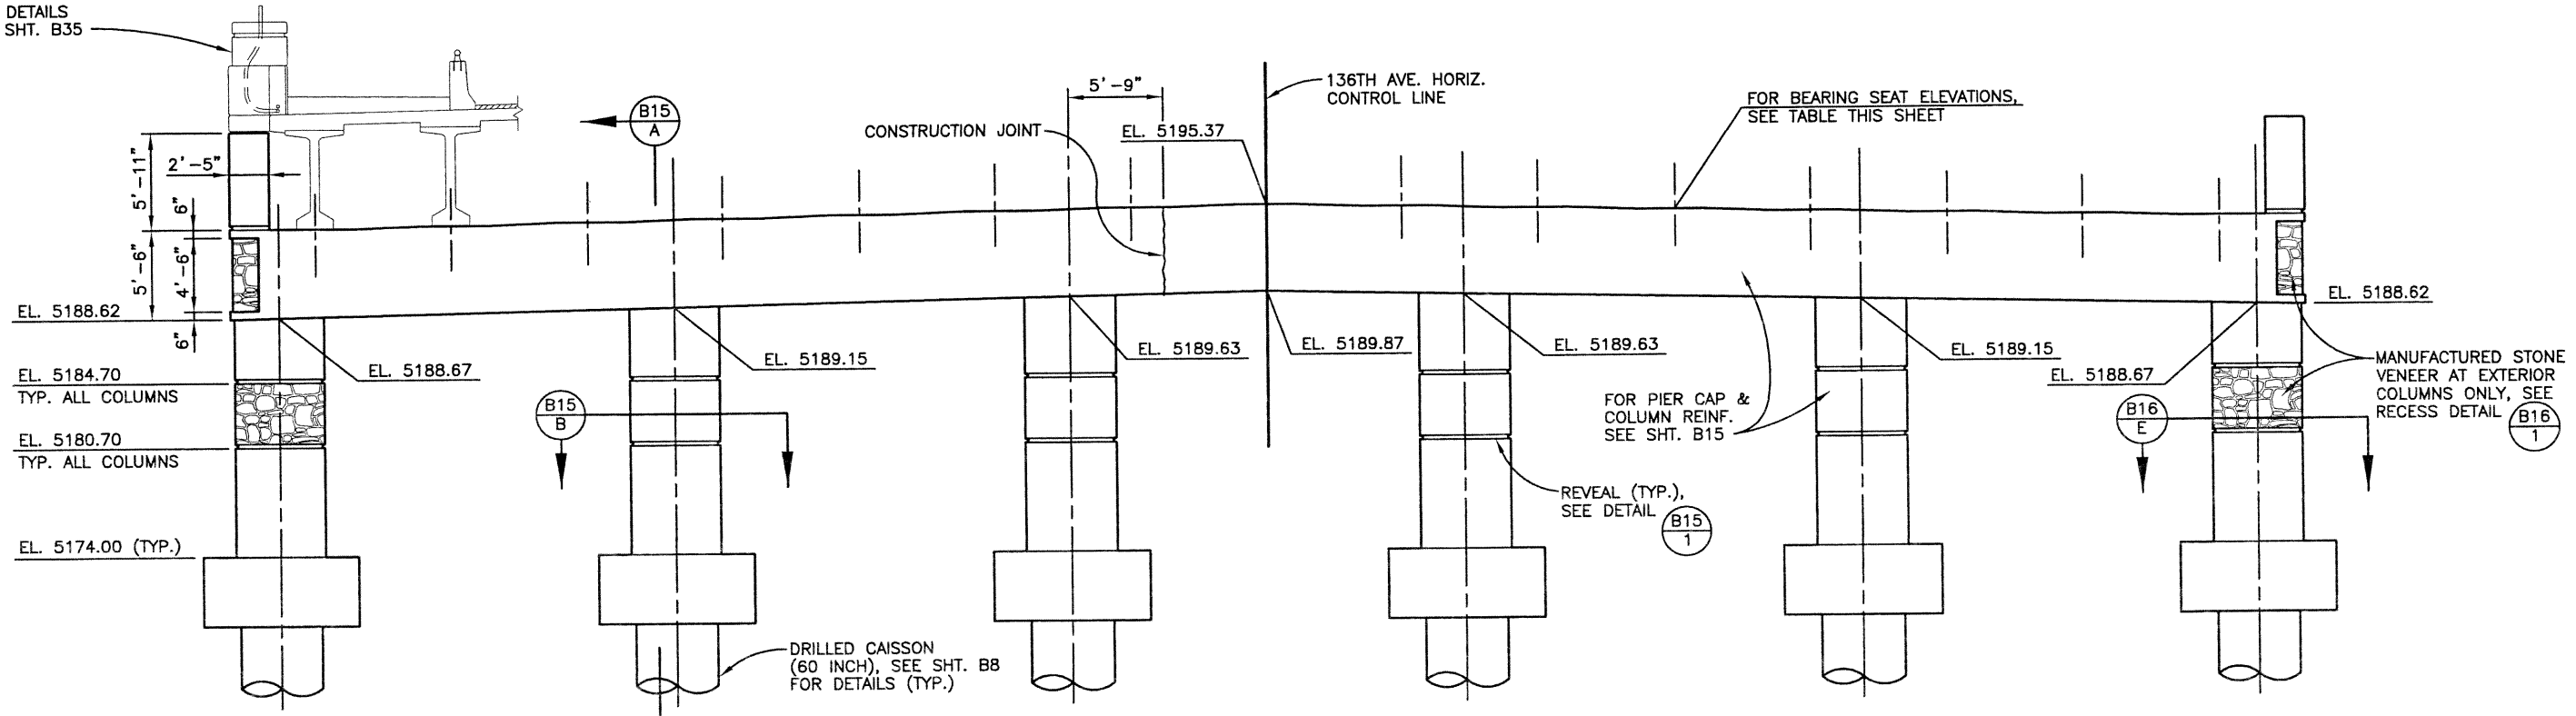 DETAILS
SHT. B35
5'-11"
2'-5"
6"
5'-6"
4'-6"
6"
EL. 5188.62
EL. 5184.70
TYP. ALL COLUMNS
EL. 5180.70
TYP. ALL COLUMNS
EL. 5174.00 (TYP.)
EL. 5188.67
B15
A
B15
B
EL. 5189.15
DRILLED CAISSON
(60 INCH), SEE SHT. B8
FOR DETAILS (TYP.)
CONSTRUCTION JOINT
5'-9"
EL. 5195.37
136TH AVE. HORIZ.
CONTROL LINE
EL. 5189.63
EL. 5189.87
EL. 5189.63
FOR BEARING SEAT ELEVATIONS,
SEE TABLE THIS SHEET
FOR PIER CAP &
COLUMN REINF.
SEE SHT. B15
REVEAL (TYP.),
SEE DETAIL
B15
1
EL. 5189.15
EL. 5188.67
B16
E
EL. 5188.62
MANUFACTURED STONE
VENEER AT EXTERIOR
COLUMNS ONLY, SEE
RECESS DETAIL
B16
1